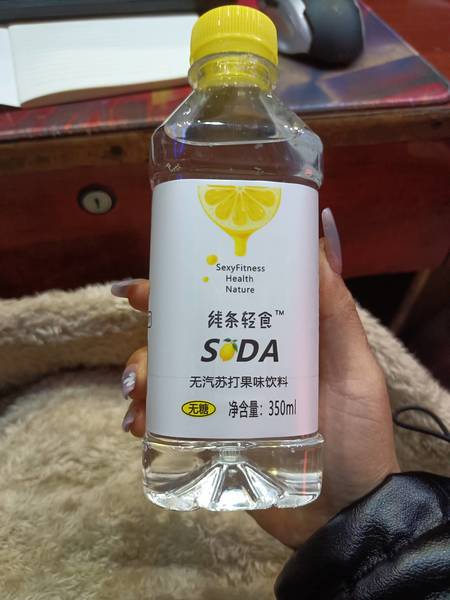 SexyFitness
Health
Nature
线条轻食™
SODA
无汽苏打果味饮料
无糖 净含量: 350ml